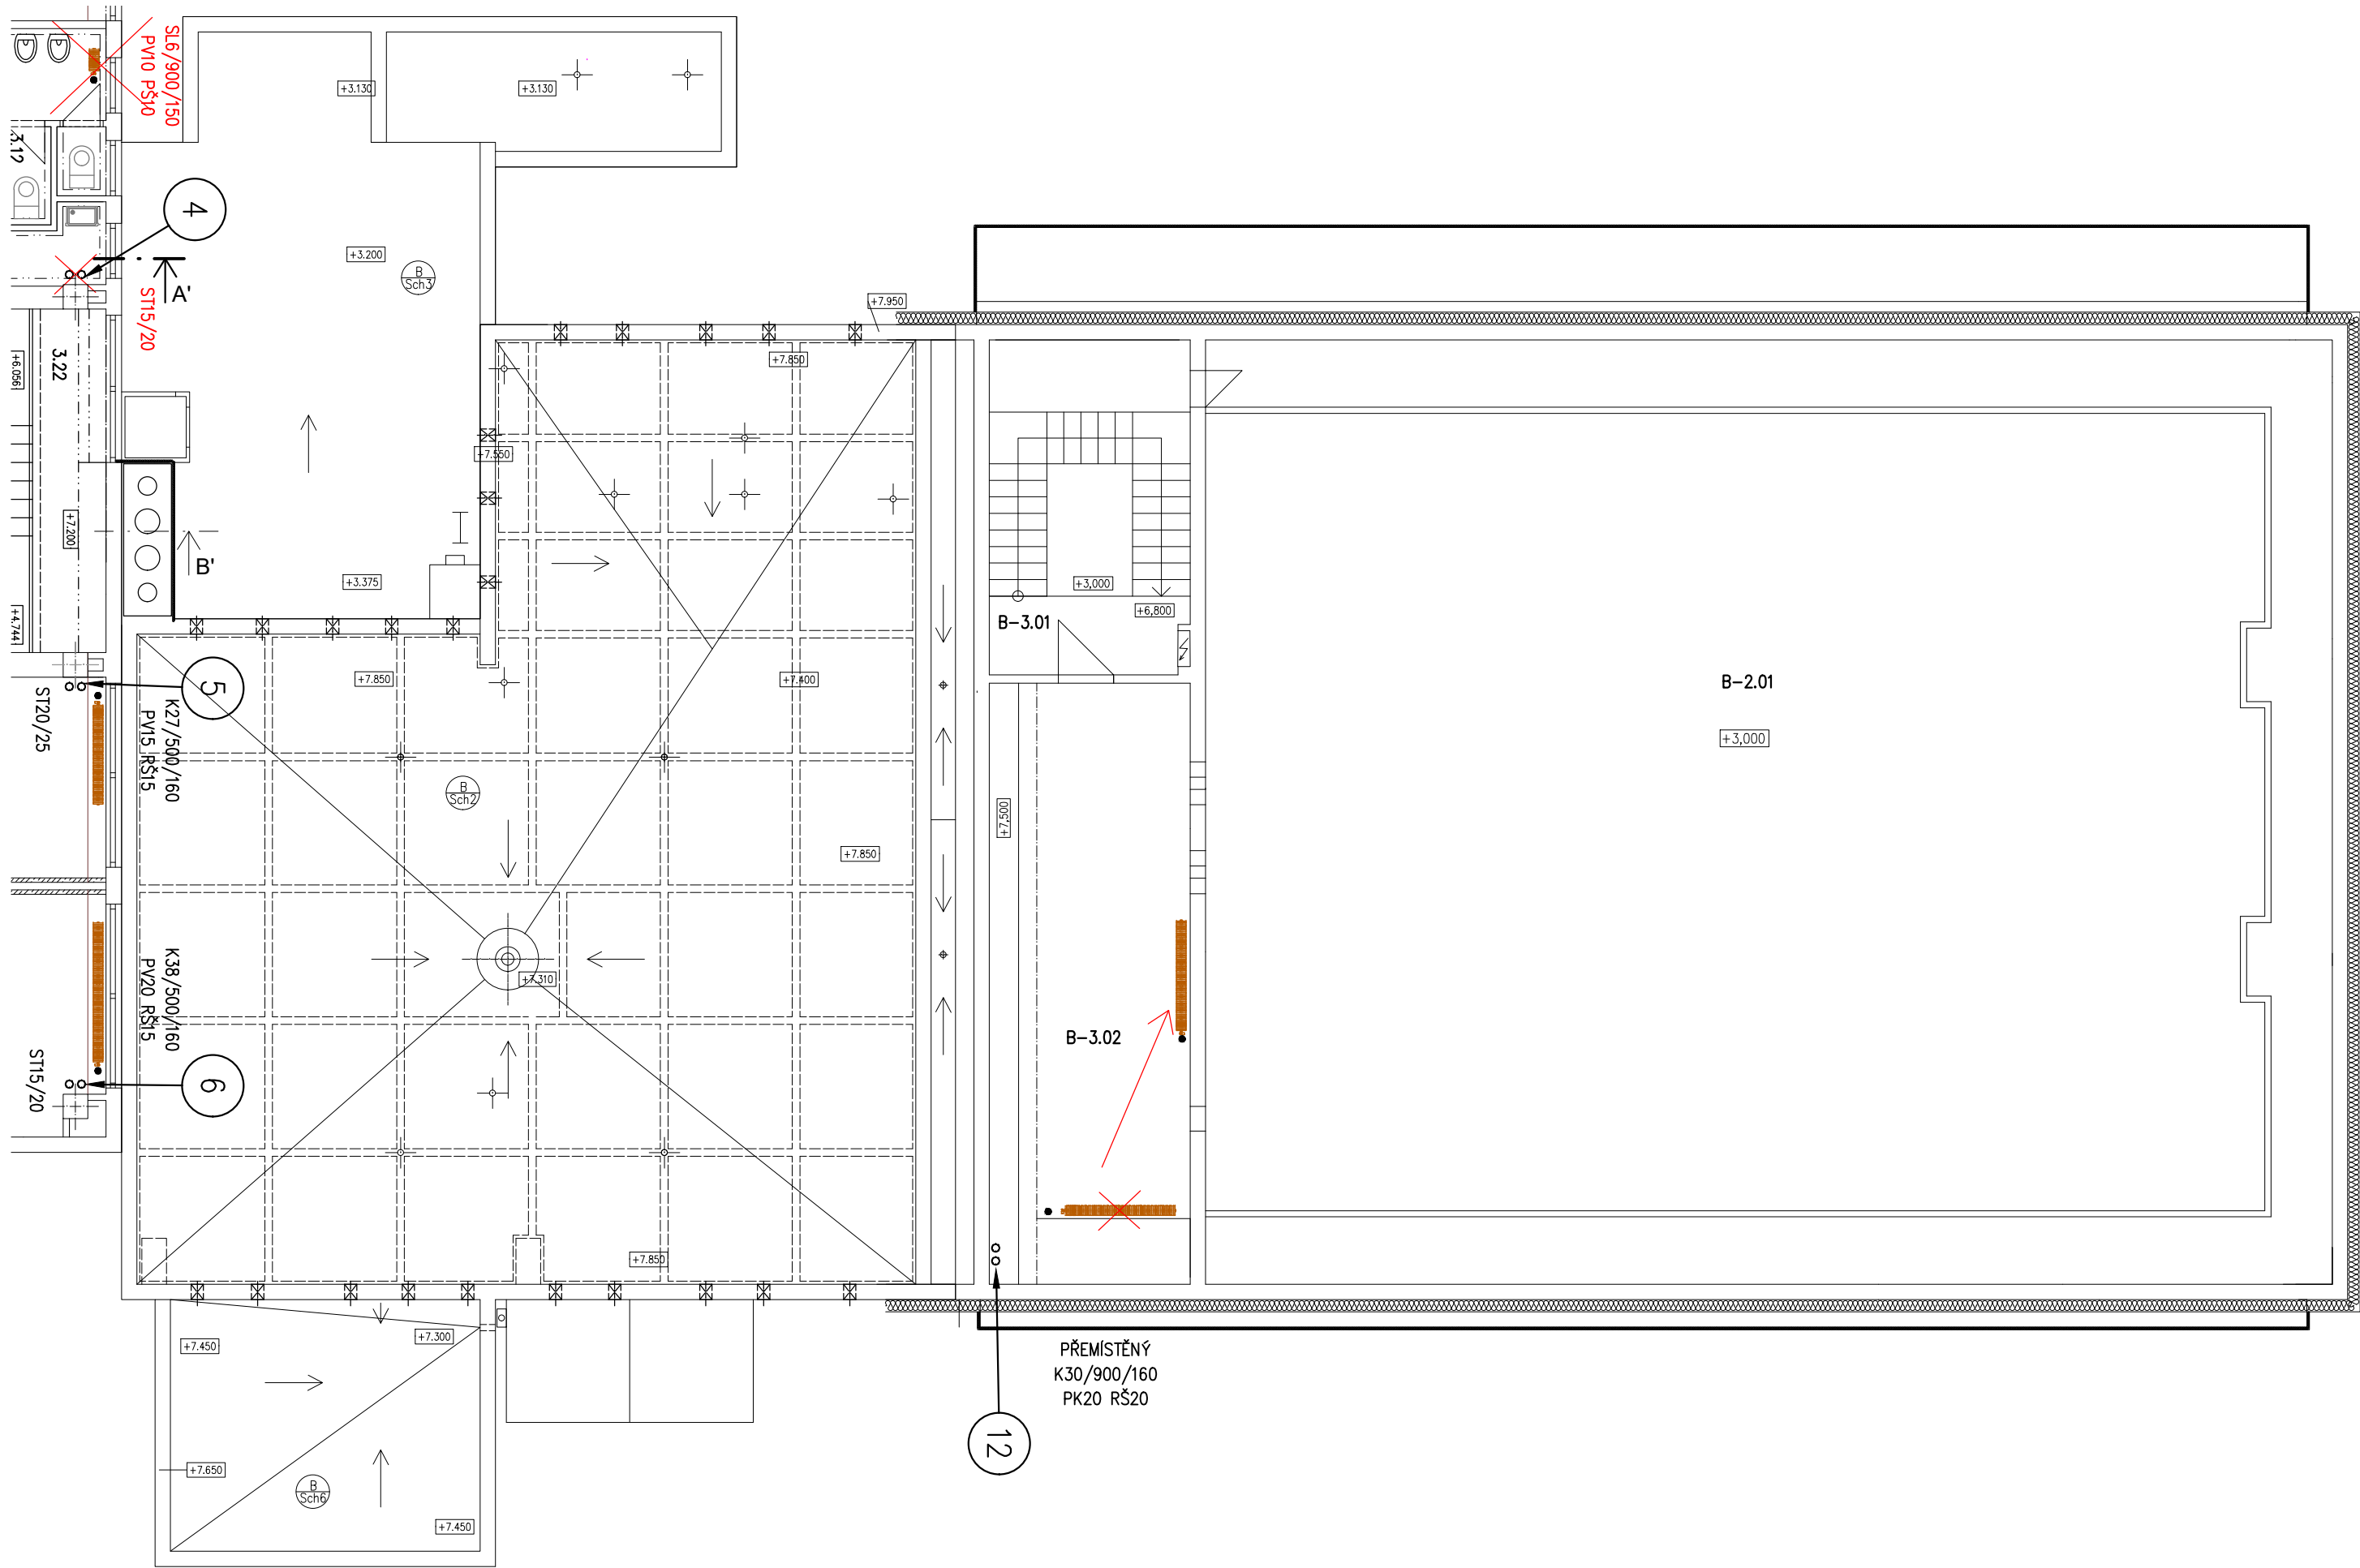 SL6/900/150
PV10 PŠ10
+3.130
+3.130
3.12
4
+3.200
B
Sch3
A'
ST15/20
+7.950
+7.850
3.22
+6.056
+7.550
+7.200
B'
+3.375
+3,000
+6,800
B-3.01
+4.744
5
+7.850
+7.400
B-2.01
+3,000
ST20/25
K27/500/160
PV15 RŠ15
B
Sch2
+7,500
+7.850
K38/500/160
PV20 RŠ15
+7.310
B-3.02
ST15/20
6
+7.850
+7.300
+7.450
PŘEMÍSTĚNÝ
K30/900/160
PK20 RŠ20
12
+7.650
B
Sch6
+7.450